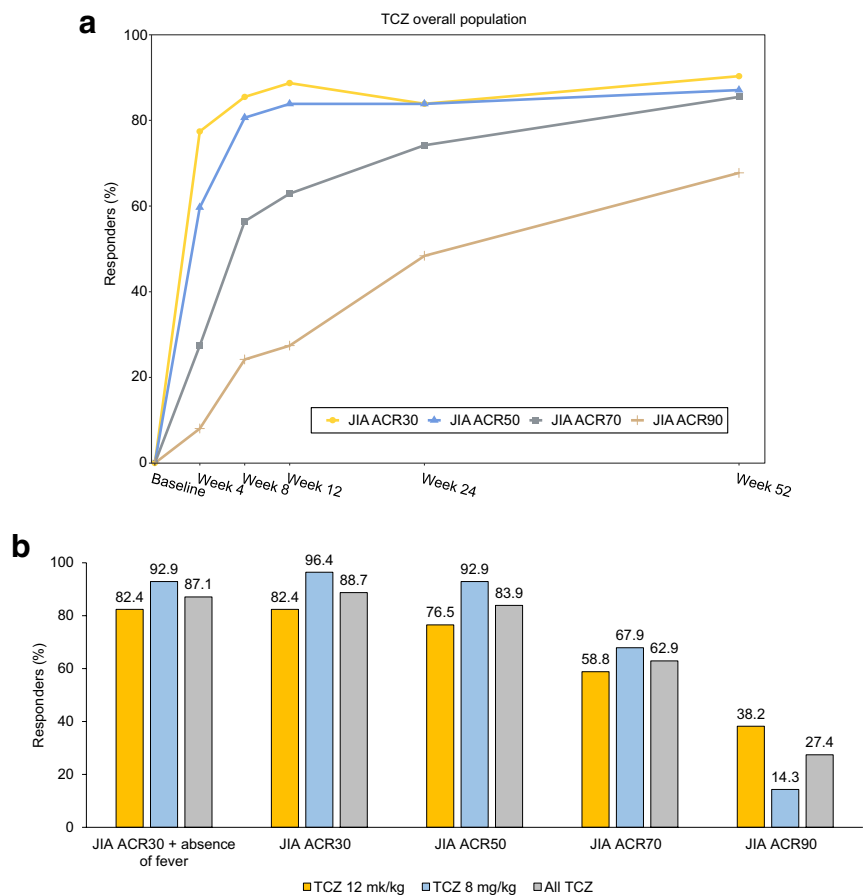 a
TCZ overall population
100
80
60
40
20
0
Responders (%)
JIA ACR30 JIA ACR50 JIA ACR70 JIA ACR90
Baseline Week 4 Week 8 Week 12 Week 24 Week 52
b
100
80
60
40
20
0
Responders (%)
82.4 92.9 87.1 82.4 96.4 88.7 76.5 92.9 83.9 58.8 67.9 62.9 38.2 14.3 27.4
JIA ACR30 + absence
of fever
JIA ACR30 JIA ACR50 JIA ACR70 JIA ACR90
TCZ 12 mk/kg TCZ 8 mg/kg All TCZ